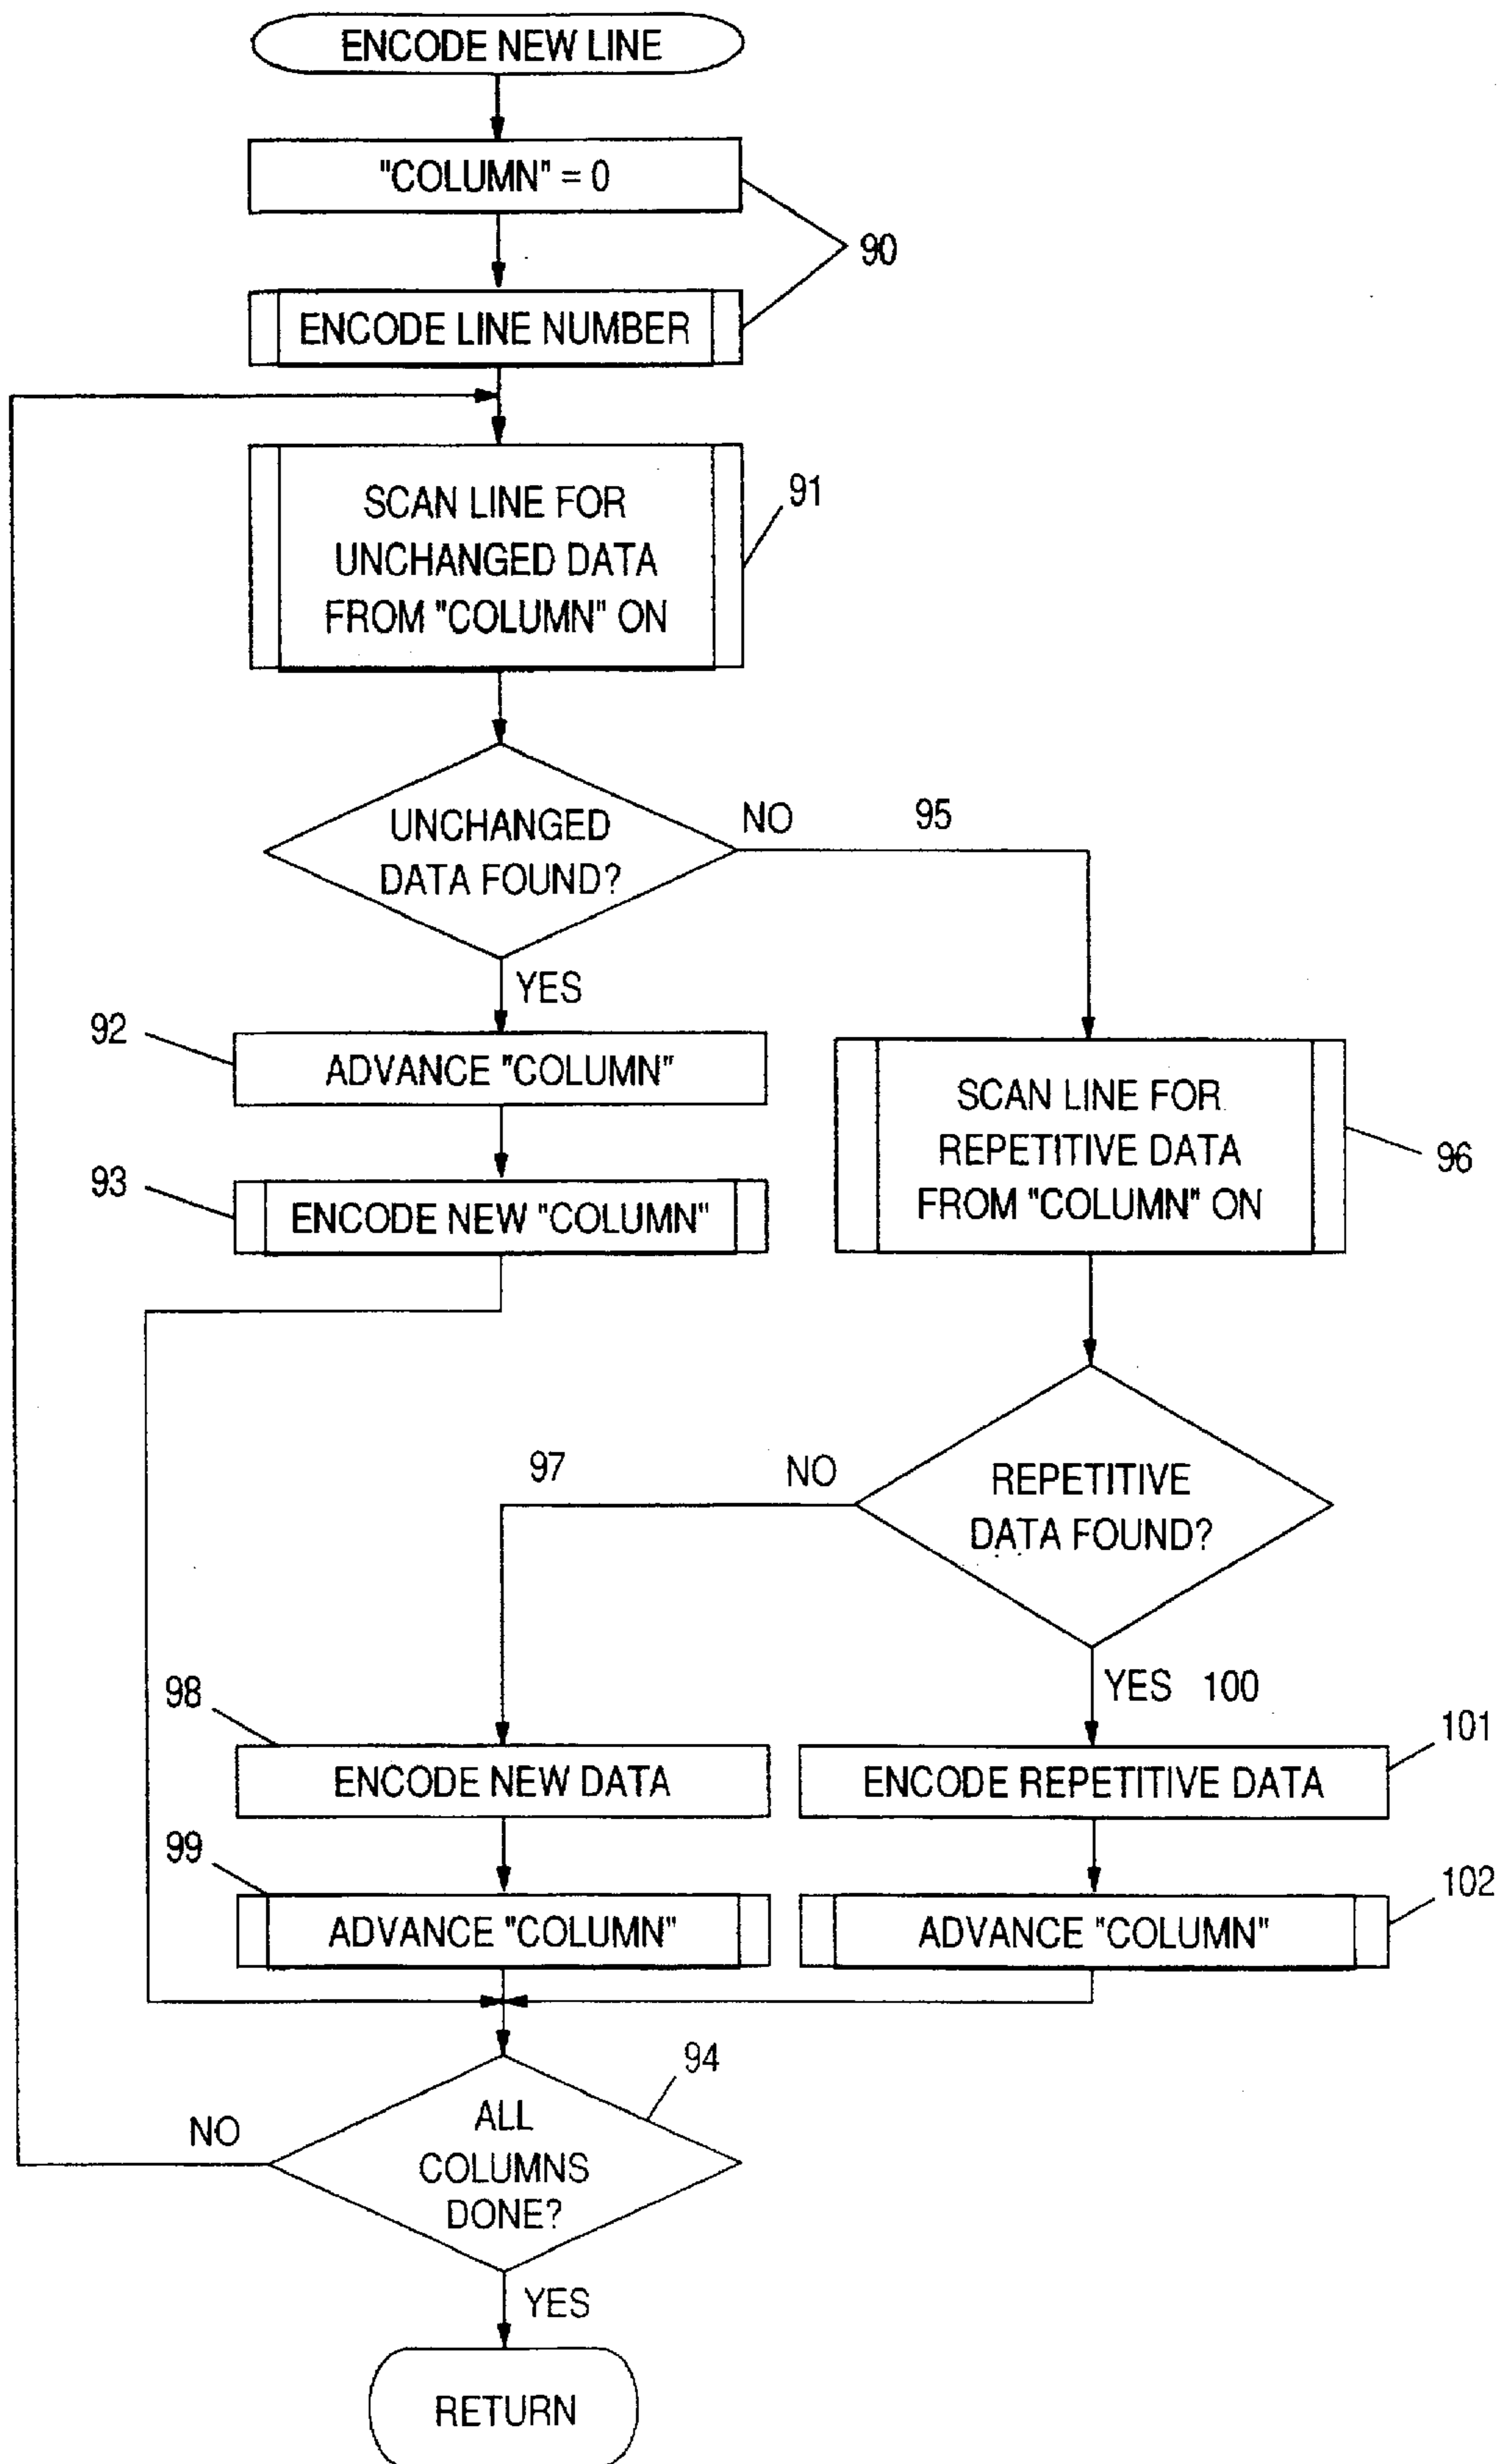 ENCODE NEW LINE
"COLUMN" = 0
90
ENCODE LINE NUMBER
SCAN LINE FOR
UNCHANGED DATA
FROM "COLUMN" ON
91
UNCHANGED
DATA FOUND?
NO
95
YES
92
ADVANCE "COLUMN"
SCAN LINE FOR
REPETITIVE DATA
FROM "COLUMN" ON
96
93
ENCODE NEW "COLUMN"
97
NO
REPETITIVE
DATA FOUND?
YES 100
98
ENCODE NEW DATA
101
ENCODE REPETITIVE DATA
99
ADVANCE "COLUMN"
102
ADVANCE "COLUMN"
94
NO
ALL
COLUMNS
DONE?
YES
RETURN